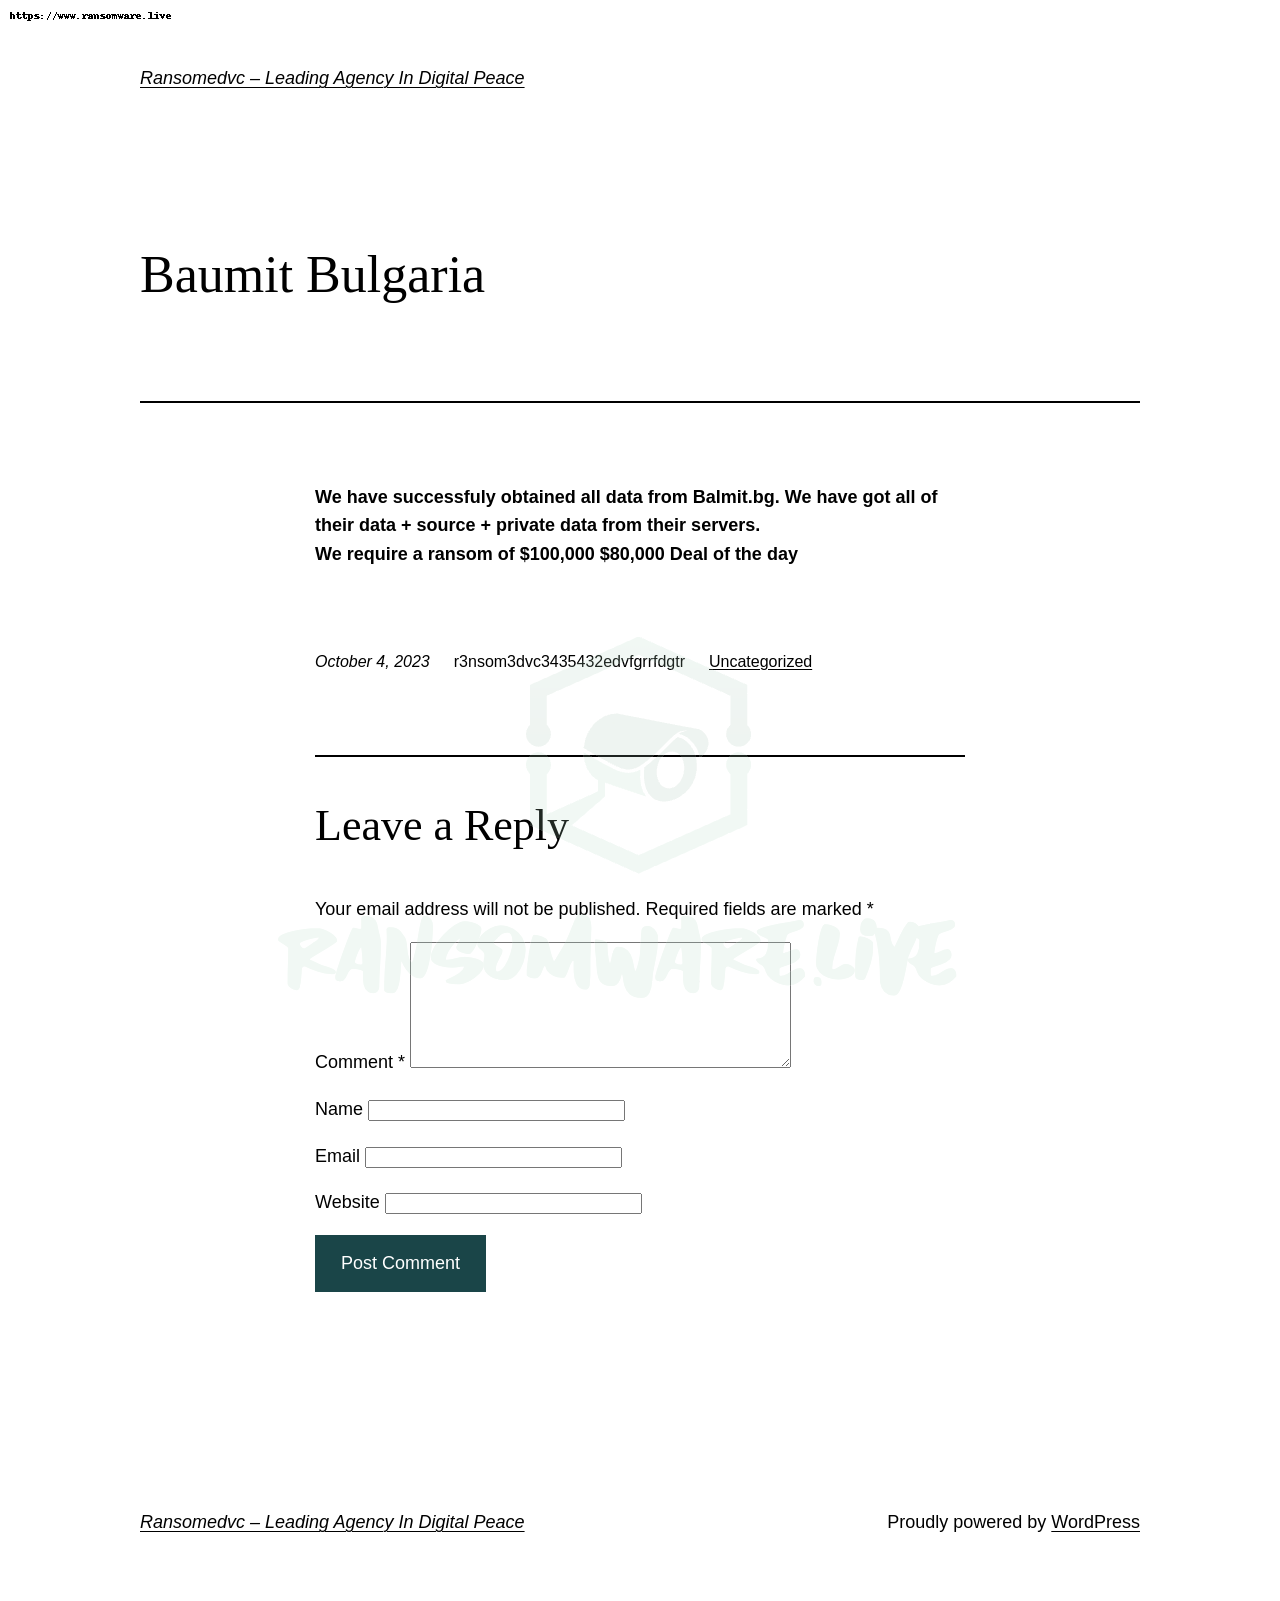 https://www.ransomware.live
Ransomedvc – Leading Agency In Digital Peace
Baumit Bulgaria
We have successfuly obtained all data from Balmit.bg. We have got all of
their data + source + private data from their servers.
We require a ransom of $100,000 $80,000 Deal of the day
October 4, 2023 r3nsom3dvc3435432edvfgrrfdgtr Uncategorized
Leave a Reply
Your email address will not be published. Required fields are marked *
RANSOMWARE.LiVE
Comment *
Name
Email
Website
Post Comment
Ransomedvc – Leading Agency In Digital Peace Proudly powered by WordPress